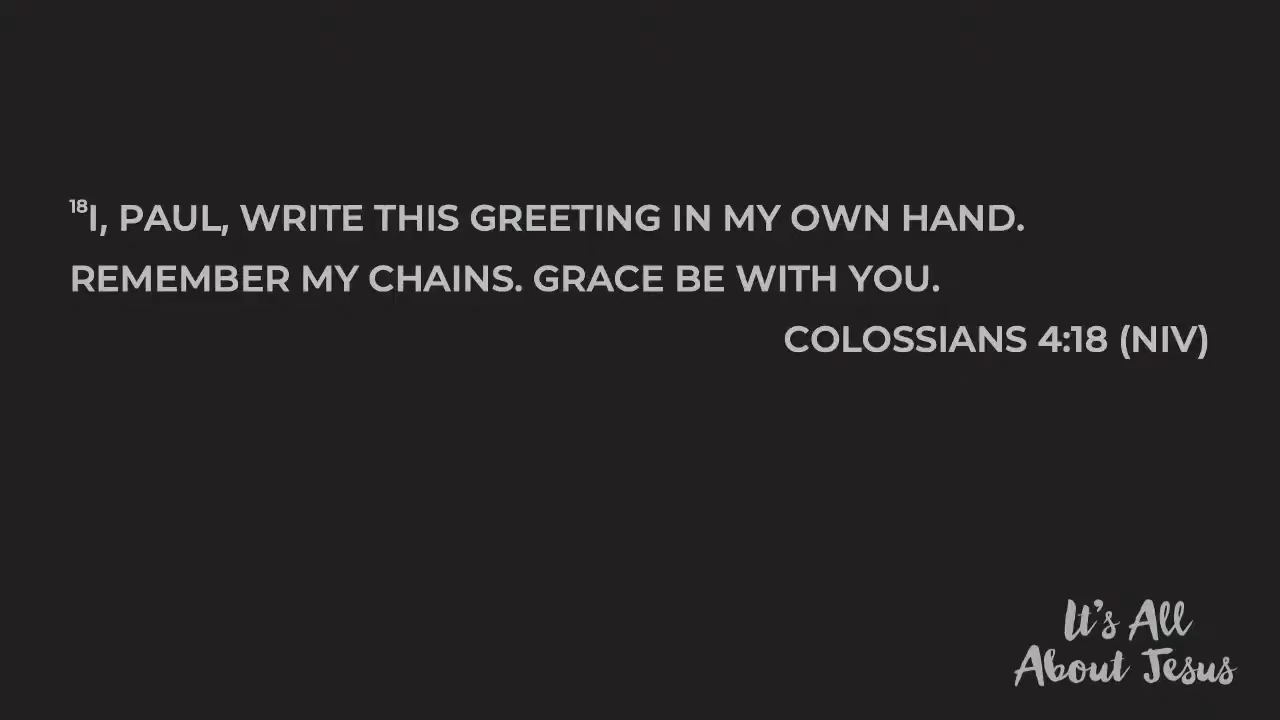 18I, PAUL, WRITE THIS GREETING IN MY OWN HAND.
REMEMBER MY CHAINS. GRACE BE WITH YOU.
COLOSSIANS 4:18 (NIV)
It's All
About Jesus